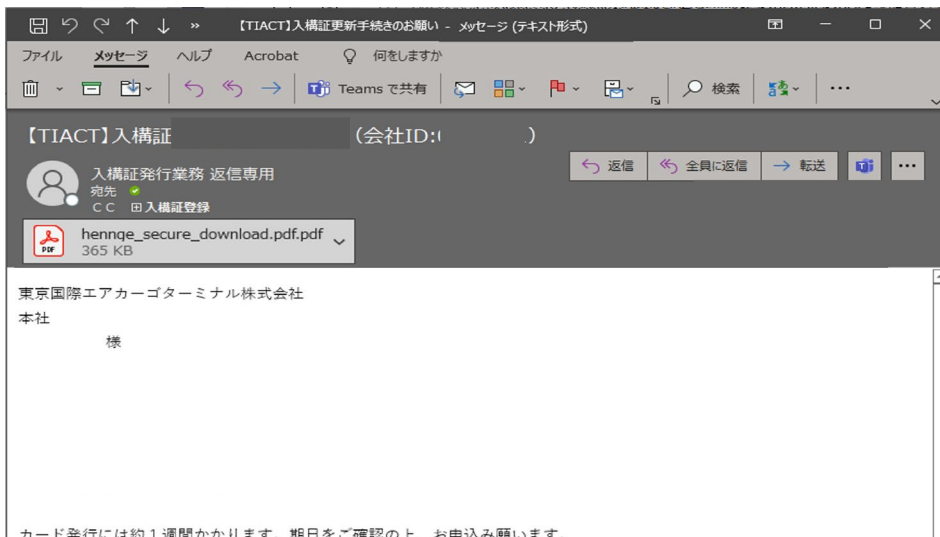 【TIACT】入構証更新手続きのお願い - メッセージ (テキスト形式)
ファイル メッセージ ヘルプ Acrobat 何をしますか
Teams で共有 検索
【TIACT】入構証 (会社ID:( )
入構証発行業務 返信専用
返信 全員に返信 転送
宛先
CC 入構証登録
hennge_secure_download.pdf.pdf
PDF 365 KB
東京国際エアカーゴターミナル株式会社
本社
様
カード発行には約1週間かかります。期日をご確認の上、お申込み願います。